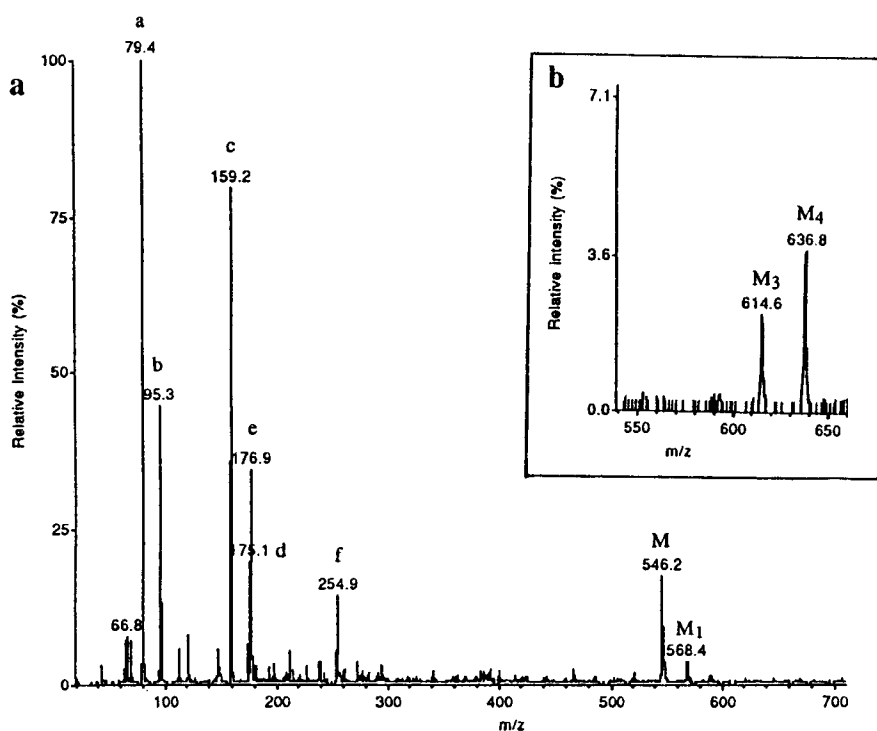 a
79.4
100
a
c
159.2
75
Relative Intensity (%)
50
b
95.3
e
176.9
25
175.1 d
f
254.9
66.8
M
546.2
M1
568.4
0
100
200
300
400
500
600
700
m/z
b
7.1
Relative Intensity (%)
3.6
0.0
M3
614.6
M4
636.8
550
600
650
m/z